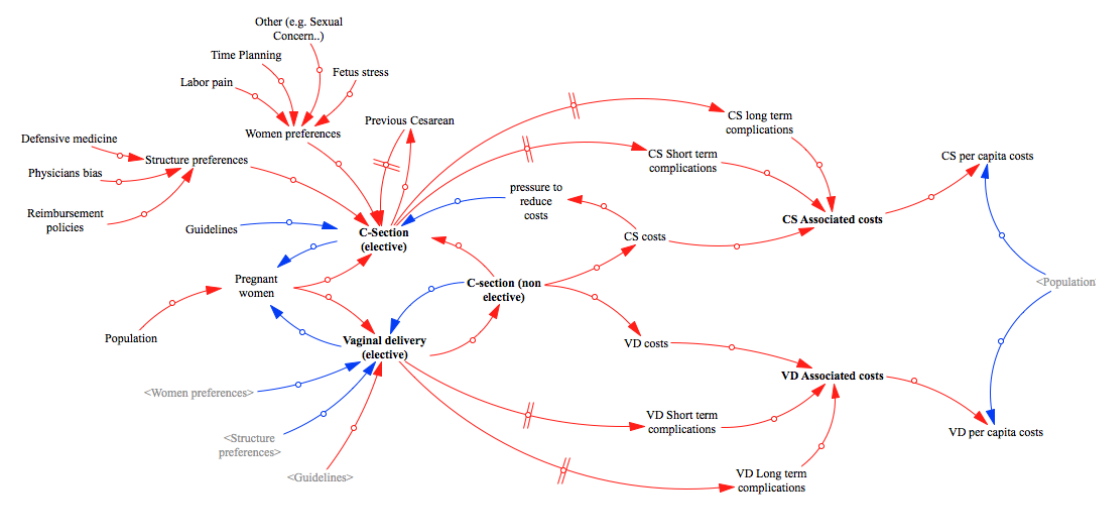 Other (e.g. Sexual
Concern..)
Time Planning
Labor pain
Fetus stress
Women preferences
Previous Cesarean
Defensive medicine
Structure preferences
Physicians bias
Reimbursement
policies
Guidelines
C-Section
(elective)
pressure to
reduce
costs
CS long term
complications
CS Short term
complications
CS per capita costs
CS Associated costs
CS costs
Pregnant
women
C-section (non
elective)
<Population
Population
Vaginal delivery
(elective)
VD costs
VD Associated costs
<Women preferences>
<Structure
preferences>
<Guidelines>
VD Short term
complications
VD per capita costs
VD Long term
complications